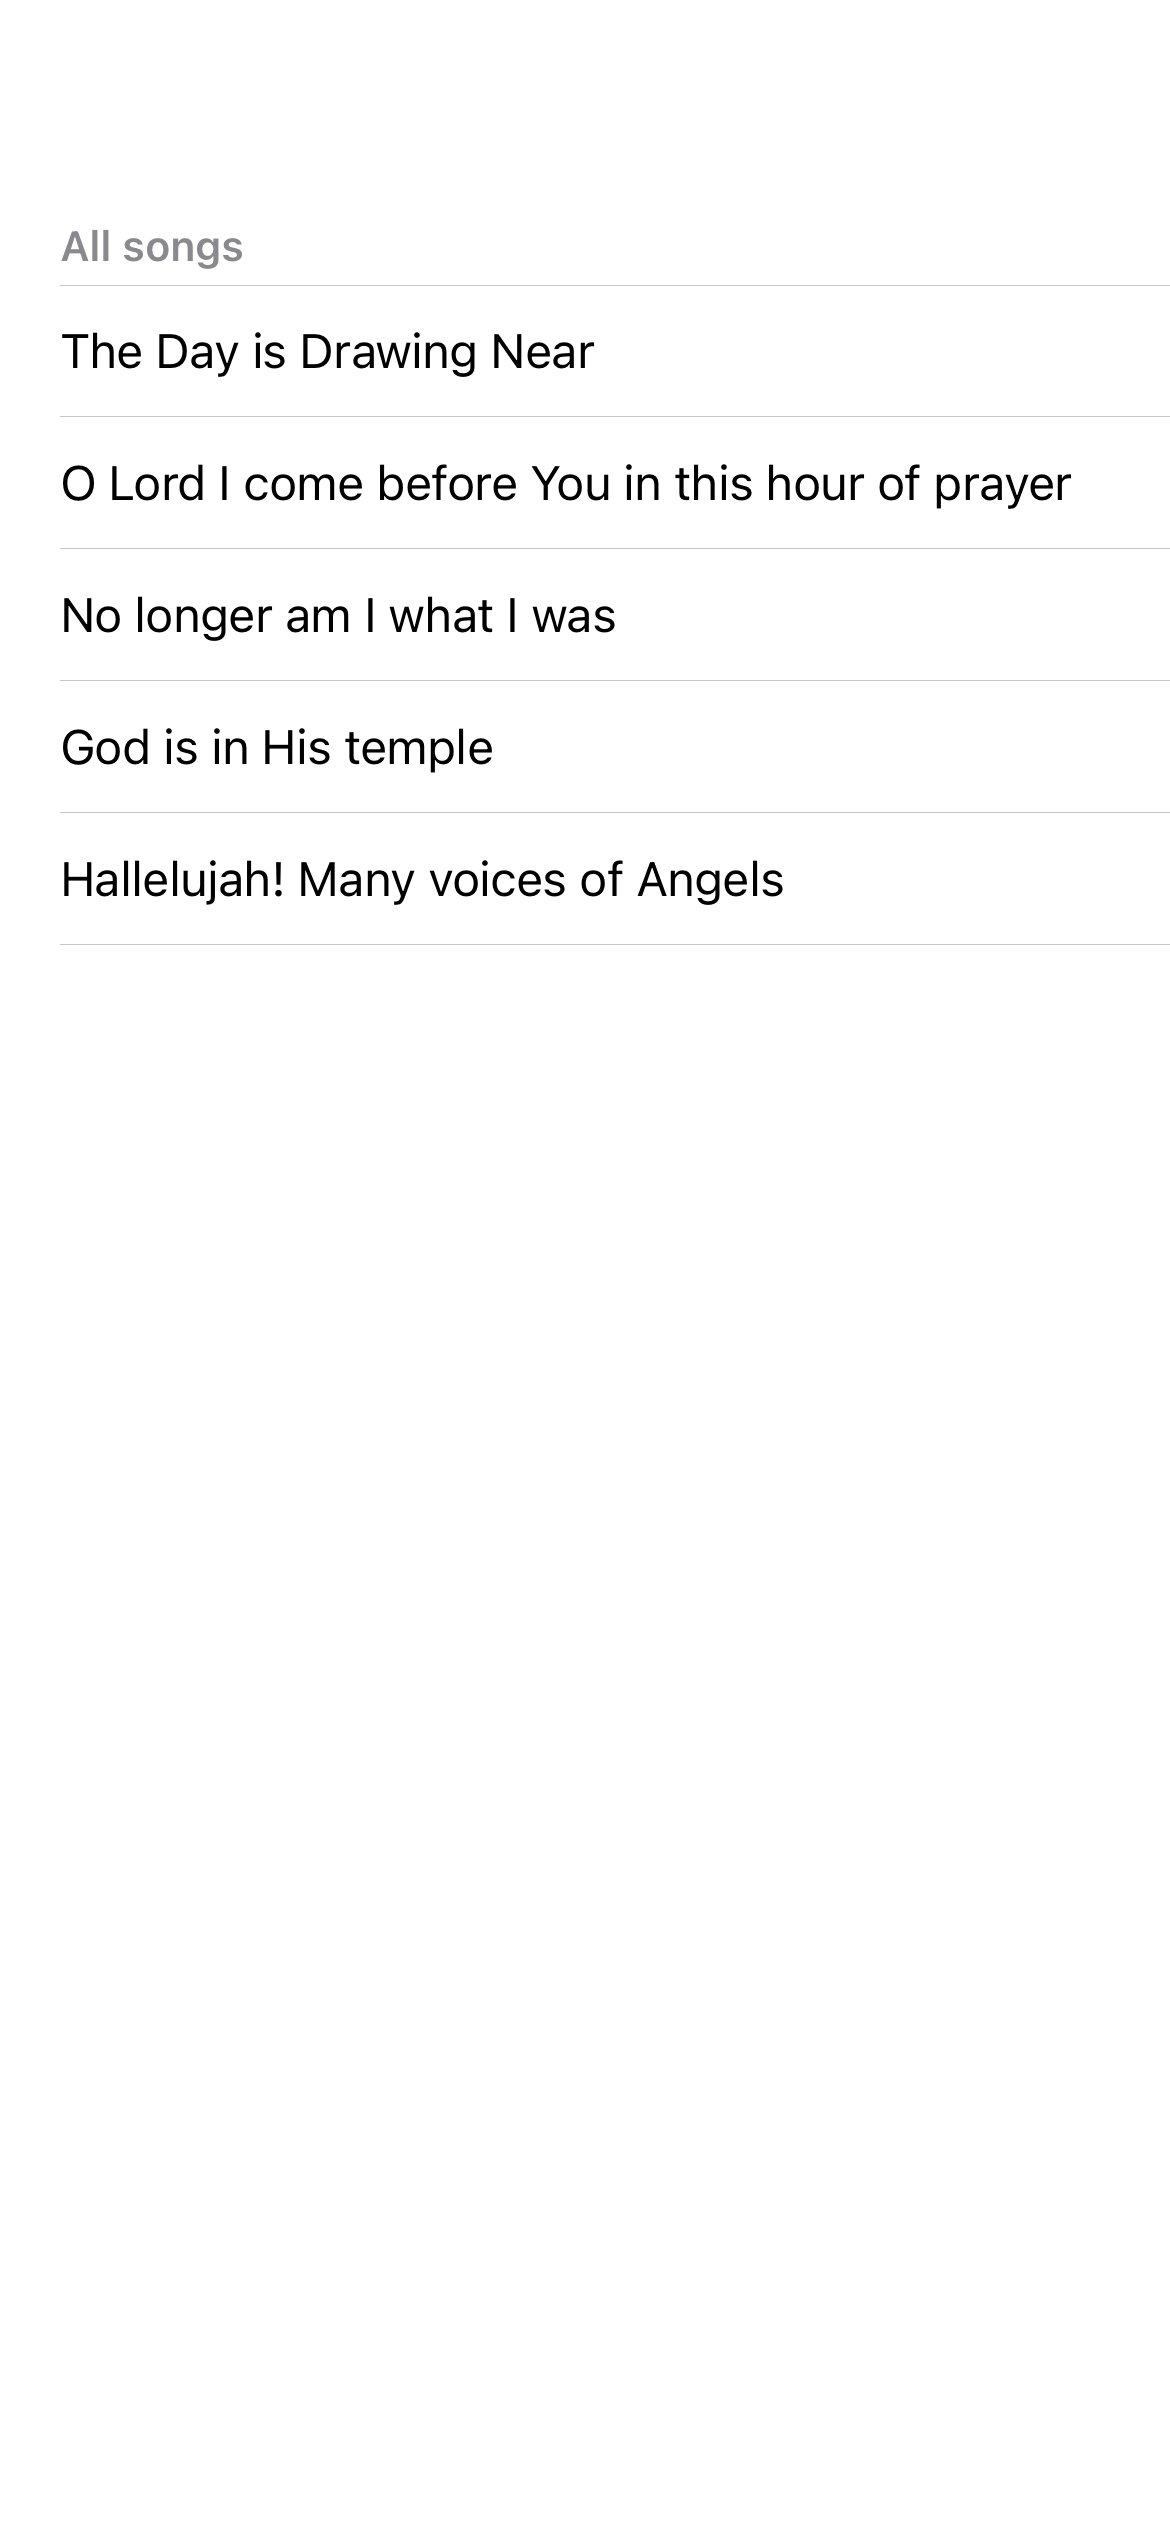 All songs
The Day is Drawing Near
O Lord I come before You in this hour of prayer
No longer am I what I was
God is in His temple
Hallelujah! Many voices of Angels